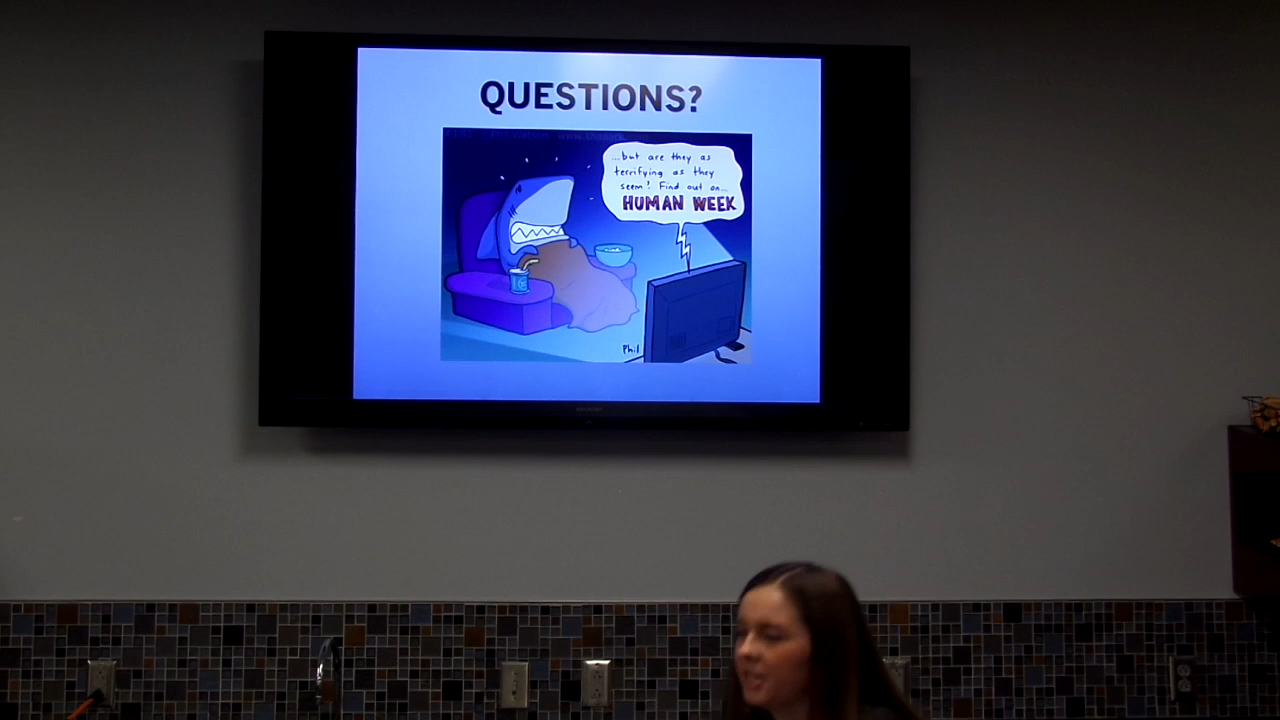 QUESTIONS?
...but are they as
terrifying as they
seem? Find out on...
HUMAN WEEK
Phil